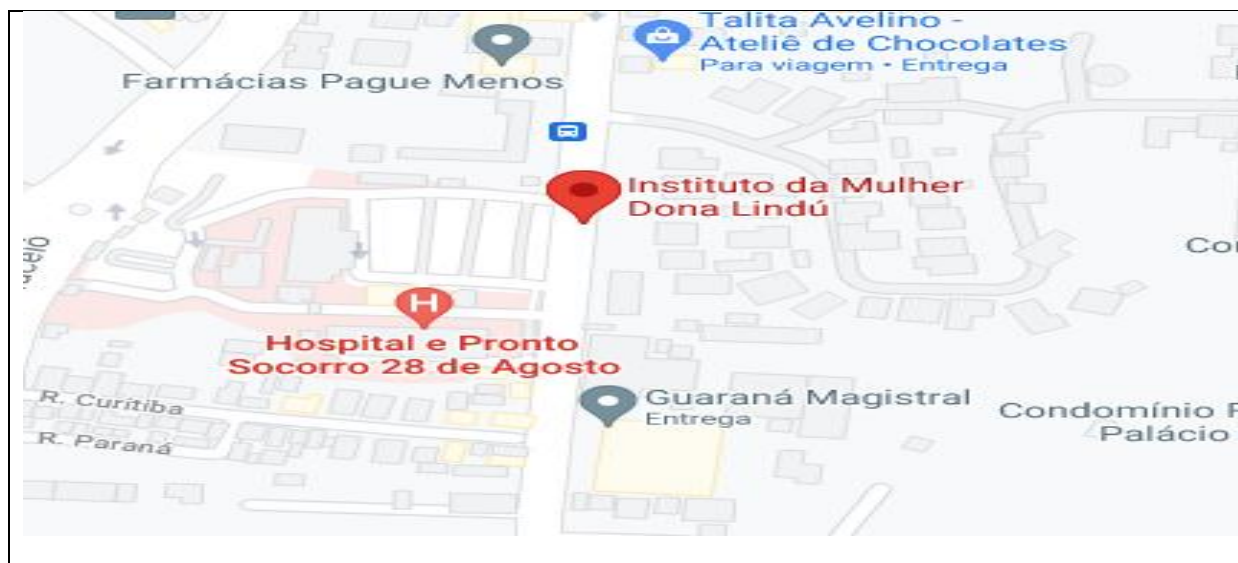 Talita Avelino -
Ateliê de Chocolates
Para viagem • Entrega
Farmácias Pague Menos
Instituto da Mulher
Dona Lindú
H
Hospital e Pronto
Socorro 28 de Agosto
R. Curitiba
R. Paraná
Guaraná Magistral
Entrega
Condomínio
Palácio